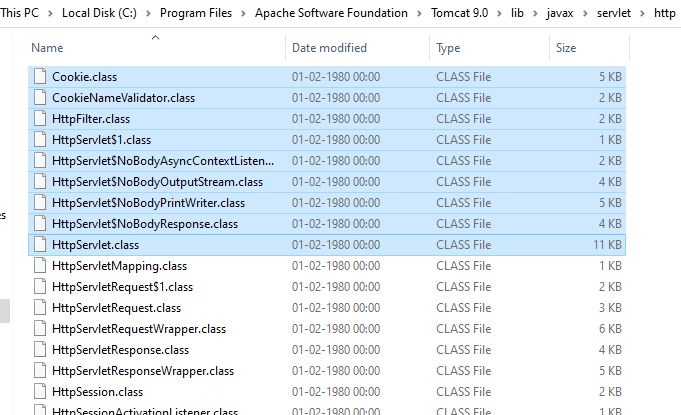 This PC > Local Disk (C:) > Program Files > Apache Software Foundation > Tomcat 9.0 > lib > javax > servlet > http
Name Date modified Type Size
Cookie.class 01-02-1980 00:00 CLASS File 5 KB
CookieNameValidator.class 01-02-1980 00:00 CLASS File 2 KB
HttpFilter.class 01-02-1980 00:00 CLASS File 2 KB
HttpServlet$1.class 01-02-1980 00:00 CLASS File 1 KB
HttpServlet$NoBodyAsyncContextListen... 01-02-1980 00:00 CLASS File 2 KB
HttpServlet$NoBodyOutputStream.class 01-02-1980 00:00 CLASS File 4 KB
HttpServlet$NoBodyPrintWriter.class 01-02-1980 00:00 CLASS File 5 KB
HttpServlet$NoBodyResponse.class 01-02-1980 00:00 CLASS File 4 KB
es HttpServlet.class 01-02-1980 00:00 CLASS File 11 KB
HttpServletMapping.class 01-02-1980 00:00 CLASS File 1 KB
HttpServletRequest$1.class 01-02-1980 00:00 CLASS File 2 KB
HttpServletRequest.class 01-02-1980 00:00 CLASS File 3 KB
HttpServletRequestWrapper.class 01-02-1980 00:00 CLASS File 6 KB
HttpServletResponse.class 01-02-1980 00:00 CLASS File 4 KB
HttpServletResponseWrapper.class 01-02-1980 00:00 CLASS File 5 KB
HttpSession.class 01-02-1980 00:00 CLASS File 2 KB
HttpSessionActivationListener.class 01-02-1980 00:00 CLASS File 1 KB